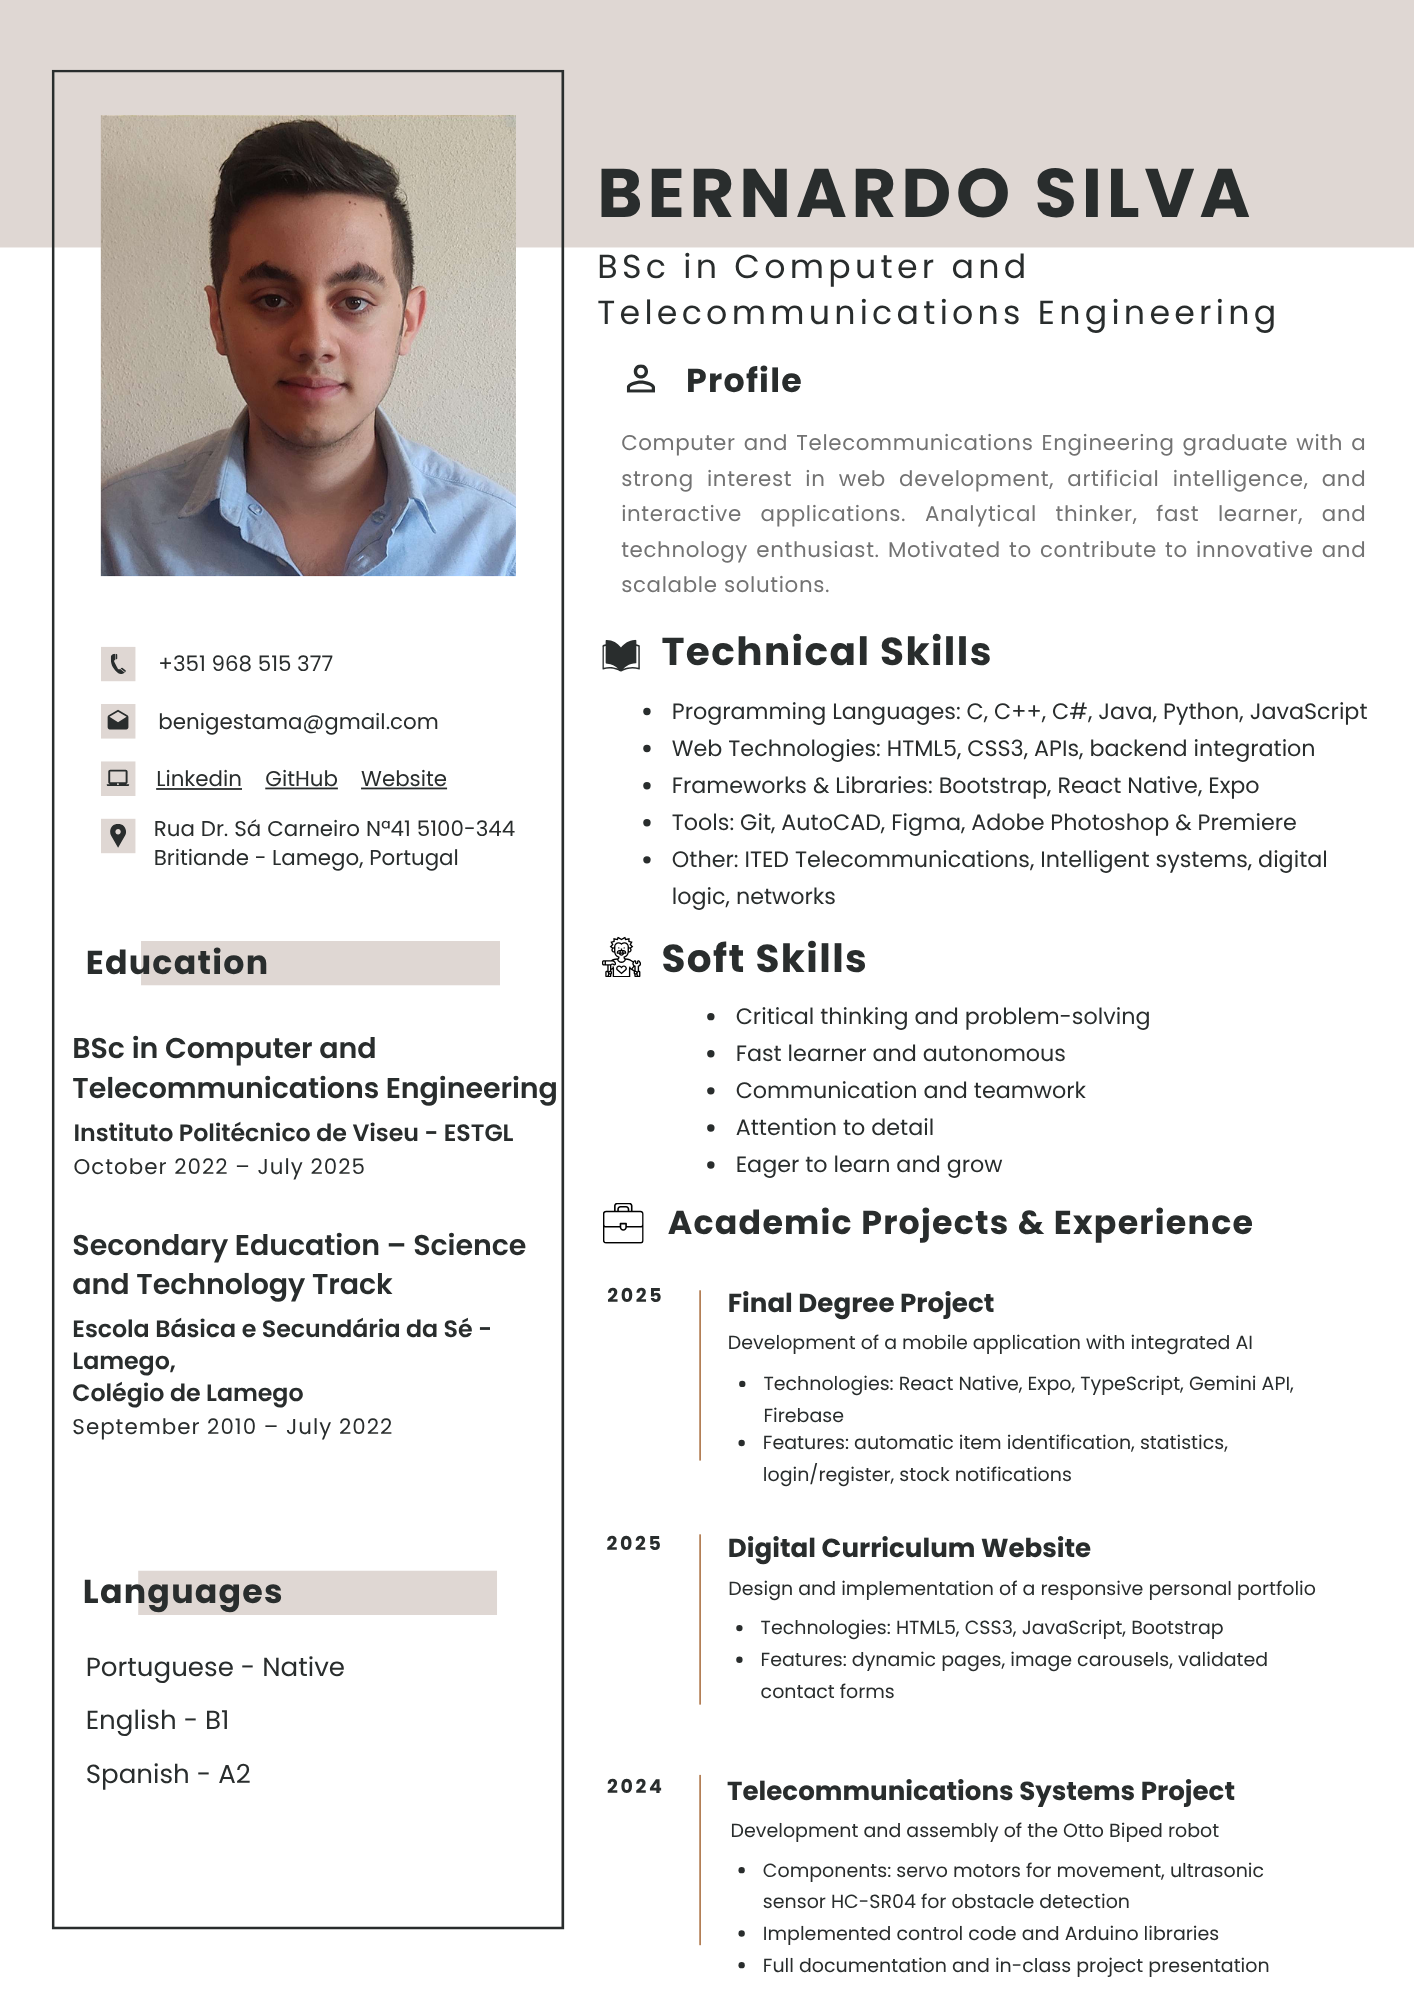 BERNARDO SILVA
BSc in Computer and
Telecommunications Engineering
+351 968 515 377
benigestama@gmail.com
Linkedin GitHub Website
Rua Dr. Sá Carneiro Nª41 5100-344
Britiande - Lamego, Portugal
Education
BSc in Computer and
Telecommunications Engineering
Instituto Politécnico de Viseu - ESTGL
October 2022 – July 2025
Secondary Education – Science
and Technology Track
Escola Básica e Secundária da Sé -
Lamego,
Colégio de Lamego
September 2010 – July 2022
Languages
Portuguese - Native
English - B1
Spanish - A2
Profile
Computer and Telecommunications Engineering graduate with a
strong interest in web development, artificial intelligence, and
interactive applications. Analytical thinker, fast learner, and
technology enthusiast. Motivated to contribute to innovative and
scalable solutions.
Technical Skills
• Programming Languages: C, C++, C#, Java, Python, JavaScript
• Web Technologies: HTML5, CSS3, APIs, backend integration
• Frameworks & Libraries: Bootstrap, React Native, Expo
• Tools: Git, AutoCAD, Figma, Adobe Photoshop & Premiere
• Other: ITED Telecommunications, Intelligent systems, digital
logic, networks
Soft Skills
• Critical thinking and problem-solving
• Fast learner and autonomous
• Communication and teamwork
• Attention to detail
• Eager to learn and grow
Academic Projects & Experience
2025
Final Degree Project
Development of a mobile application with integrated AI
• Technologies: React Native, Expo, TypeScript, Gemini API,
Firebase
• Features: automatic item identification, statistics,
login/register, stock notifications
2025
Digital Curriculum Website
Design and implementation of a responsive personal portfolio
• Technologies: HTML5, CSS3, JavaScript, Bootstrap
• Features: dynamic pages, image carousels, validated
contact forms
2024
Telecommunications Systems Project
Development and assembly of the Otto Biped robot
• Components: servo motors for movement, ultrasonic
sensor HC-SR04 for obstacle detection
• Implemented control code and Arduino libraries
• Full documentation and in-class project presentation